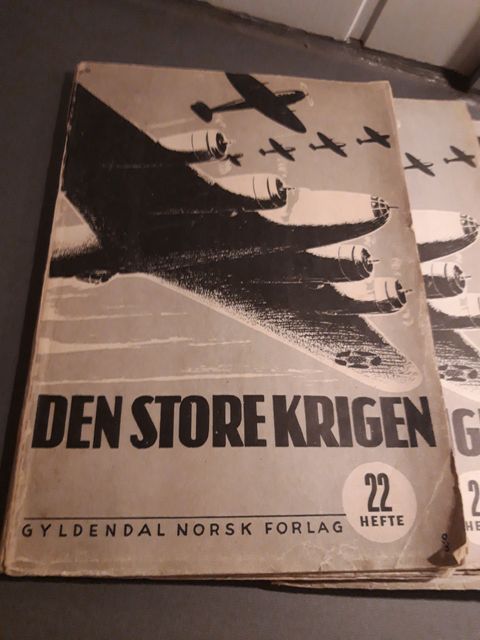 DEN STORE KRIGEN
22
HEFTE
GYLDENDAL NORSK FORLAG